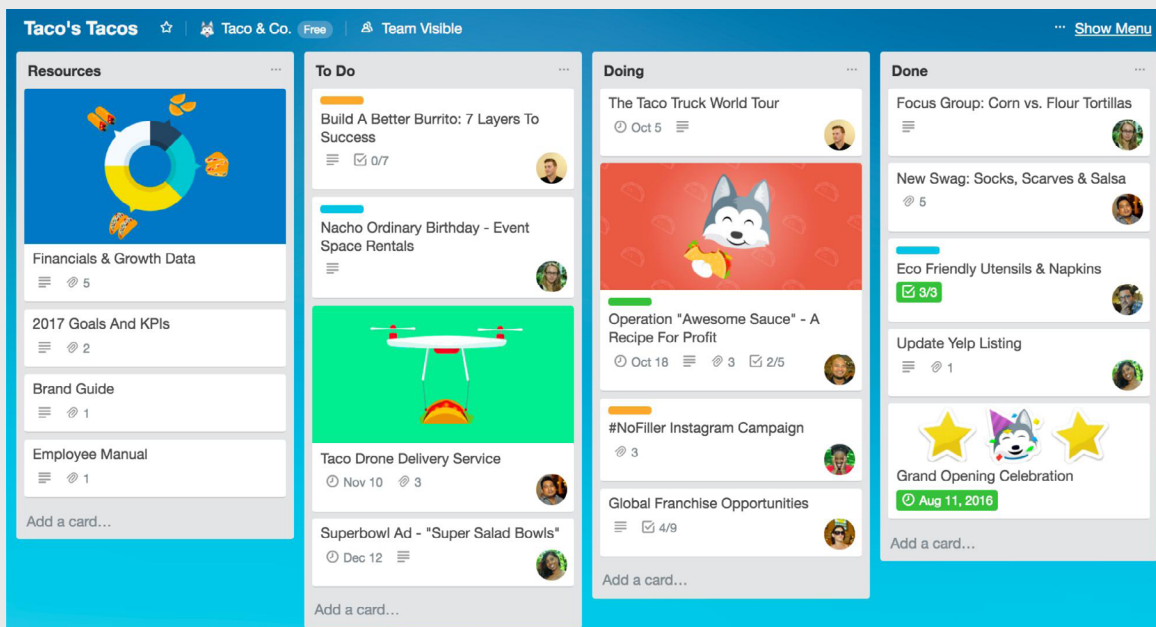 Taco's Tacos
Taco & Co.
Free
Team Visible
Show Menu
Resources
Financials & Growth Data
5
2017 Goals And KPIs
2
Brand Guide
1
Employee Manual
1
Add a card...
To Do
Build A Better Burrito: 7 Layers To
Success
0/7
Nacho Ordinary Birthday - Event
Space Rentals
Taco Drone Delivery Service
Nov 10
3
Superbowl Ad - "Super Salad Bowls"
Dec 12
Add a card...
Doing
The Taco Truck World Tour
Oct 5
Operation "Awesome Sauce" - A
Recipe For Profit
Oct 18
3
2/5
#NoFiller Instagram Campaign
3
Global Franchise Opportunities
4/9
Add a card...
Done
Focus Group: Corn vs. Flour Tortillas
New Swag: Socks, Scarves & Salsa
5
Eco Friendly Utensils & Napkins
3/3
Update Yelp Listing
1
Grand Opening Celebration
Aug 11, 2016
Add a card...